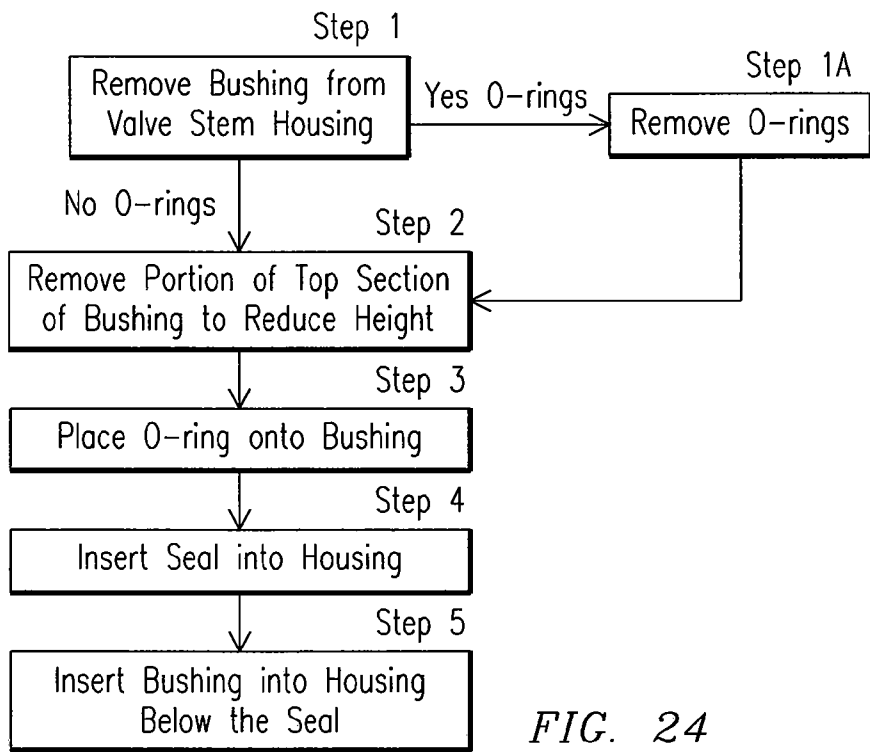 Step 1
Remove Bushing from
Valve Stem Housing
Yes O-rings
Step 1A
Remove O-rings
No O-rings
Step 2
Remove Portion of Top Section
of Bushing to Reduce Height
Step 3
Place O-ring onto Bushing
Step 4
Insert Seal into Housing
Step 5
Insert Bushing into Housing
Below the Seal
FIG. 24